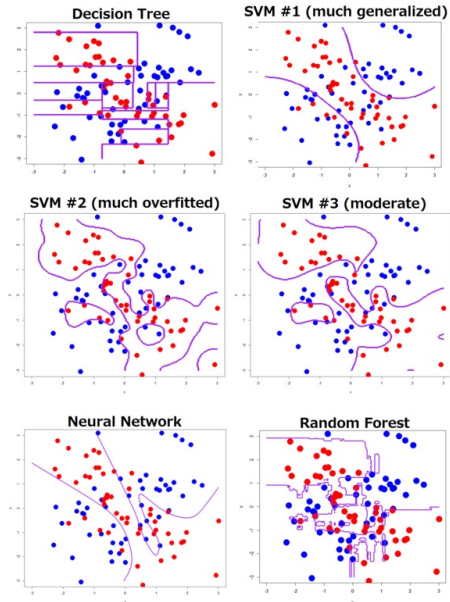 Decision Tree
SVM #1 (much generalized)
SVM #2 (much overfitted)
SVM #3 (moderate)
Neural Network
Random Forest